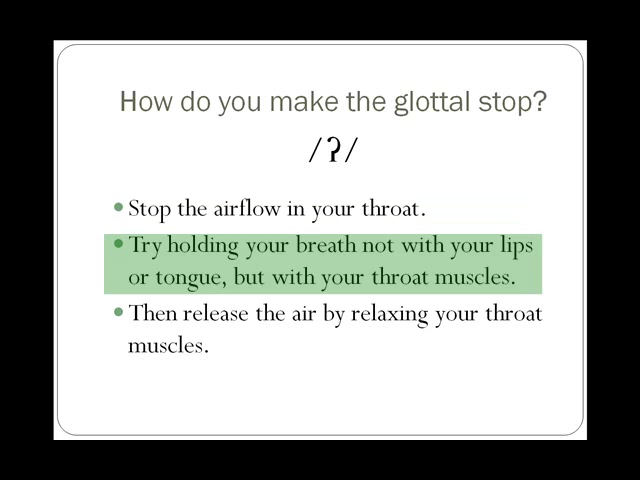 How do you make the glottal stop?
/ʔ/
• Stop the airflow in your throat.
• Try holding your breath not with your lips
or tongue, but with your throat muscles.
• Then release the air by relaxing your throat
muscles.